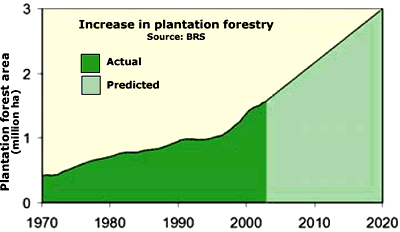 Increase in plantation forestry
Source: BRS
Actual
Predicted
Plantation forest area
(million ha)
3
2
1
0
1970 1980 1990 2000 2010 2020